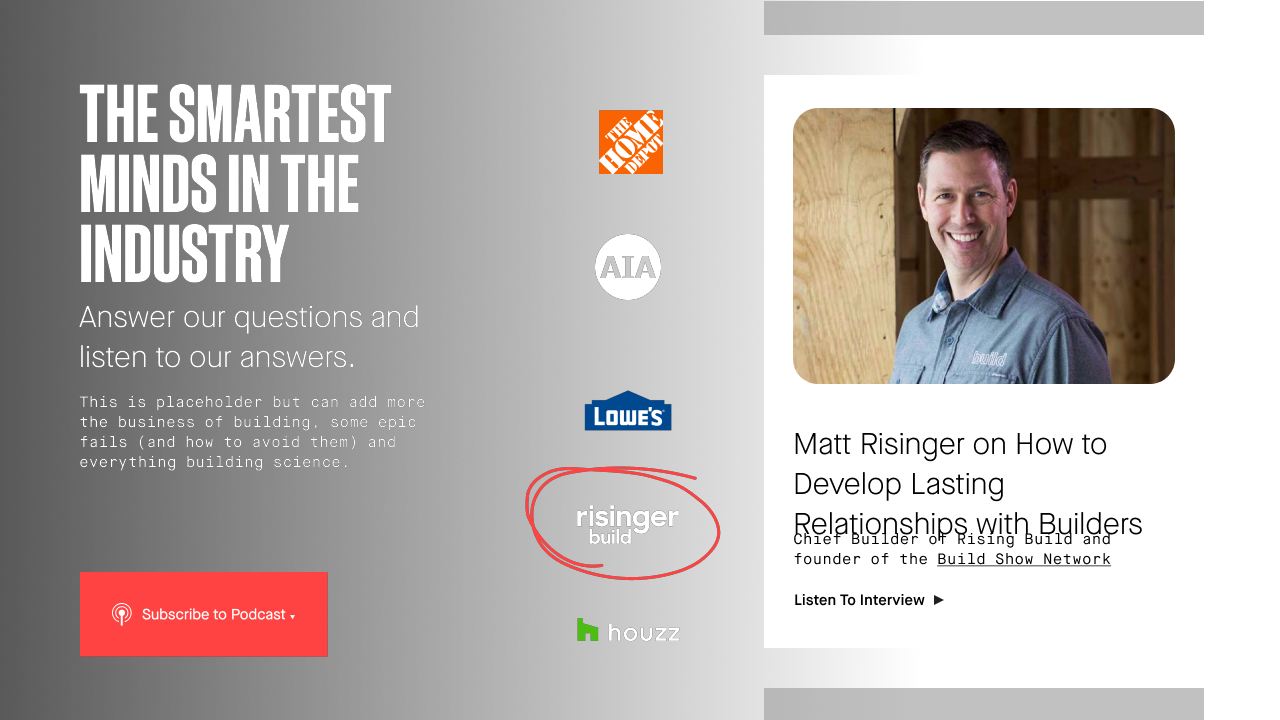 THE SMARTEST
MINDS IN THE
INDUSTRY
Answer our questions and
listen to our answers.
This is placeholder but can add more
the business of building, some epic
fails (and how to avoid them) and
everything building science.
Subscribe to Podcast
THE
HOME
DEPOT
AIA
LOWE'S
risinger
build
houzz
build
Matt Risinger on How to
Develop Lasting
Relationships with Builders
Chief Builder of Rising Build and
founder of the Build Show Network
Listen To Interview